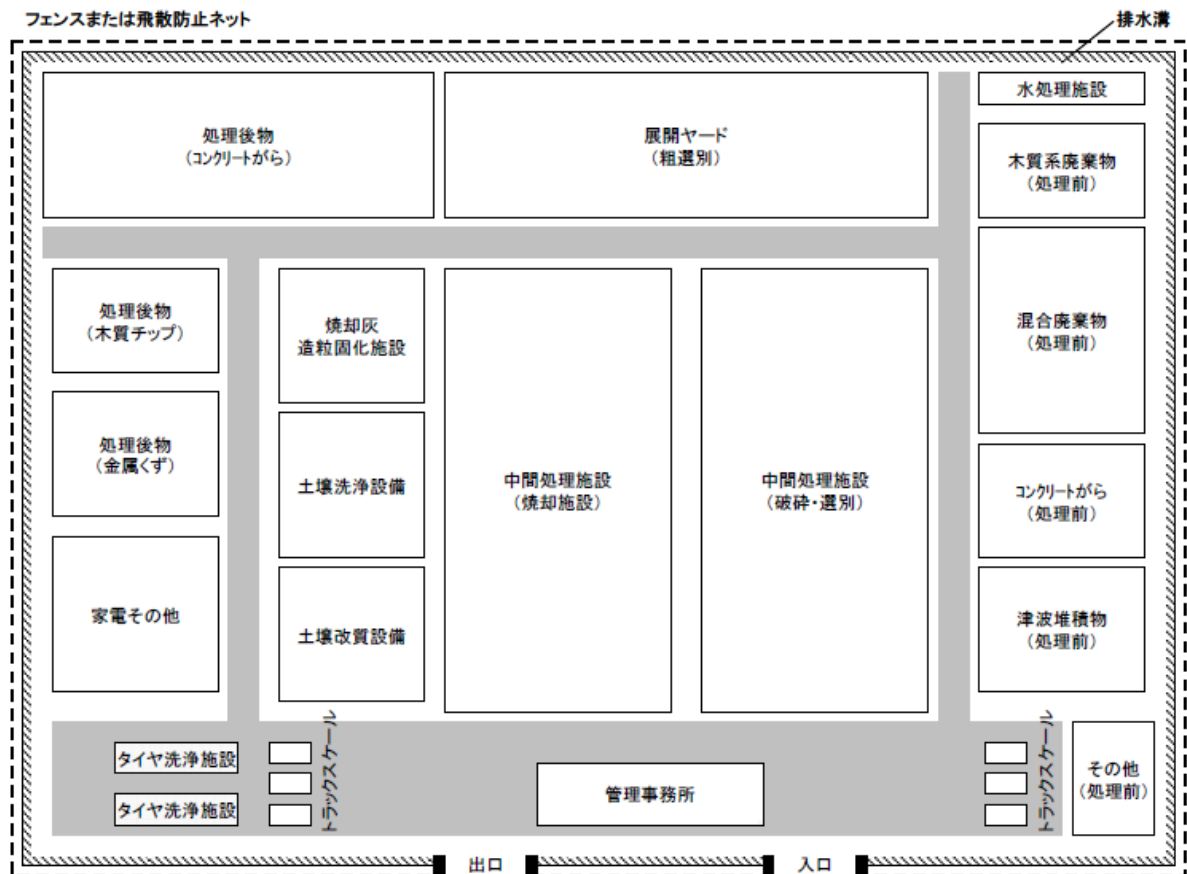 フェンスまたは飛散防止ネット
排水溝
処理後物
（コンクリートがら）
展開ヤード
（粗選別）
水処理施設
木質系廃棄物
（処理前）
処理後物
（木質チップ）
焼却灰
造粒固化施設
混合廃棄物
（処理前）
処理後物
（金属くず）
土壌洗浄設備
中間処理施設
（焼却施設）
中間処理施設
（破砕・選別）
コンクリートがら
（処理前）
家電その他
土壌改質設備
津波堆積物
（処理前）
タイヤ洗浄施設
タイヤ洗浄施設
トラックスケール
管理事務所
トラックスケール
その他
（処理前）
出口
入口